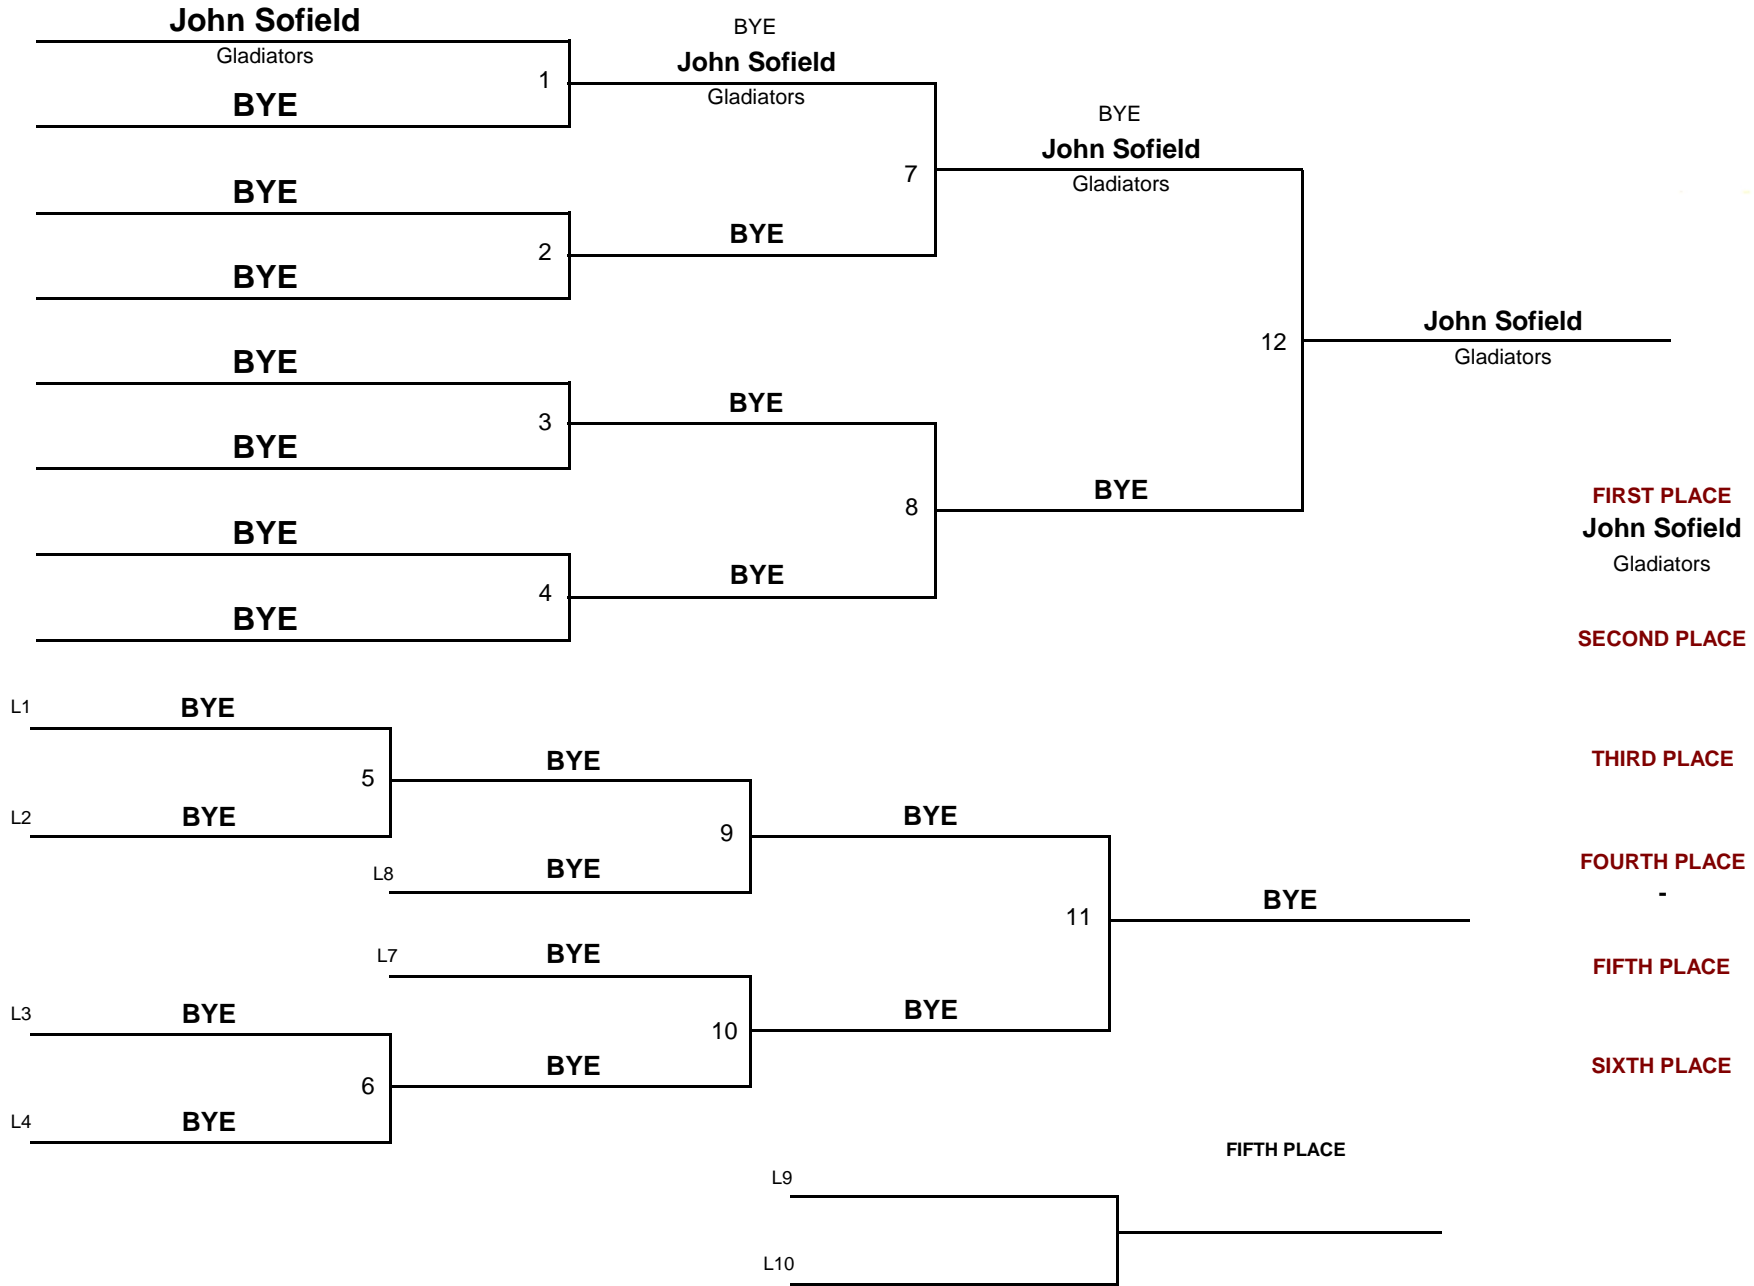 John Sofield
Gladiators
1
BYE
BYE
2
BYE
BYE
3
BYE
BYE
4
BYE
BYE
John Sofield
Gladiators
7
BYE
BYE
8
BYE
BYE
John Sofield
Gladiators
12
BYE
John Sofield
Gladiators
FIRST PLACE
John Sofield
Gladiators
SECOND PLACE
THIRD PLACE
FOURTH PLACE
-
FIFTH PLACE
SIXTH PLACE
L1 BYE
5
L2 BYE
BYE
9
L8 BYE
BYE
11
BYE
L7 BYE
10
BYE
L3 BYE
6
BYE
L4 BYE
FIFTH PLACE
L9
L10